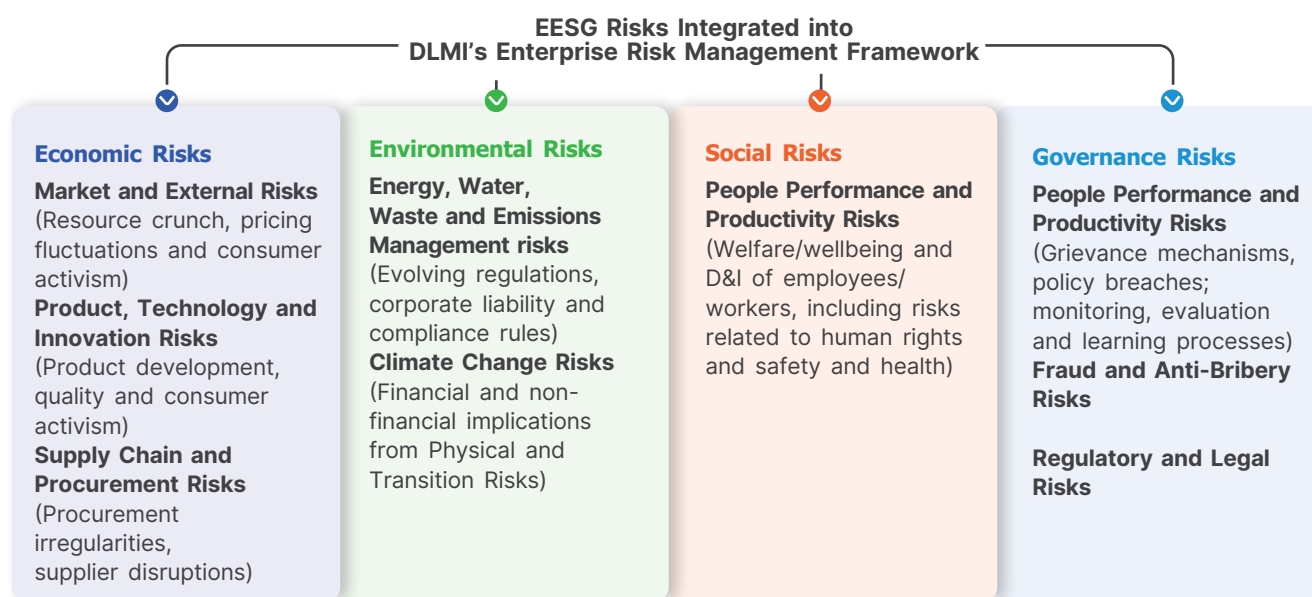 EESG Risks Integrated into
DLMI's Enterprise Risk Management Framework
Economic Risks
Market and External Risks
(Resource crunch, pricing
fluctuations and consumer
activism)
Product, Technology and
Innovation Risks
(Product development,
quality and consumer
activism)
Supply Chain and
Procurement Risks
(Procurement
irregularities,
supplier disruptions)
Environmental Risks
Energy, Water,
Waste and Emissions
Management risks
(Evolving regulations,
corporate liability and
compliance rules)
Climate Change Risks
(Financial and non-
financial implications
from Physical and
Transition Risks)
Social Risks
People Performance and
Productivity Risks
(Welfare/wellbeing and
D&I of employees/
workers, including risks
related to human rights
and safety and health)
Governance Risks
People Performance and
Productivity Risks
(Grievance mechanisms,
policy breaches;
monitoring, evaluation
and learning processes)
Fraud and Anti-Bribery
Risks
Regulatory and Legal
Risks